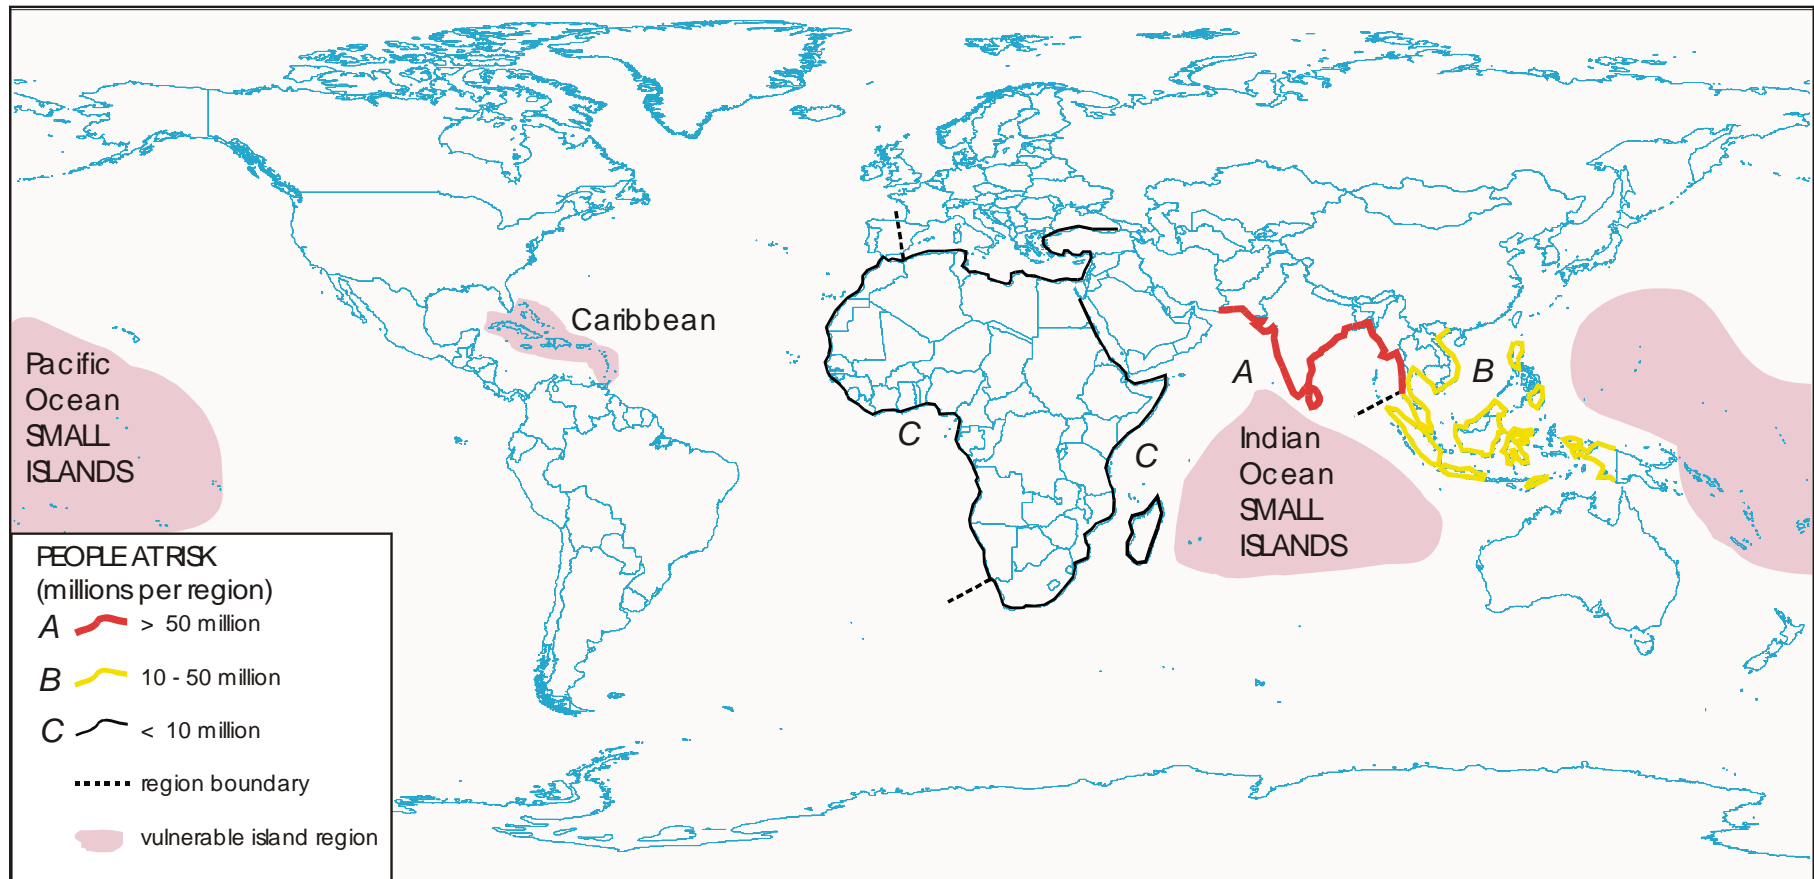 Caribbean
Pacific
Ocean
SMALL
ISLANDS
A
B
C
C
Indian
Ocean
SMALL
ISLANDS
PEOPLE AT RISK
(millions per region)
A > 50 million
B 10 - 50 million
C < 10 million
region boundary
vulnerable island region